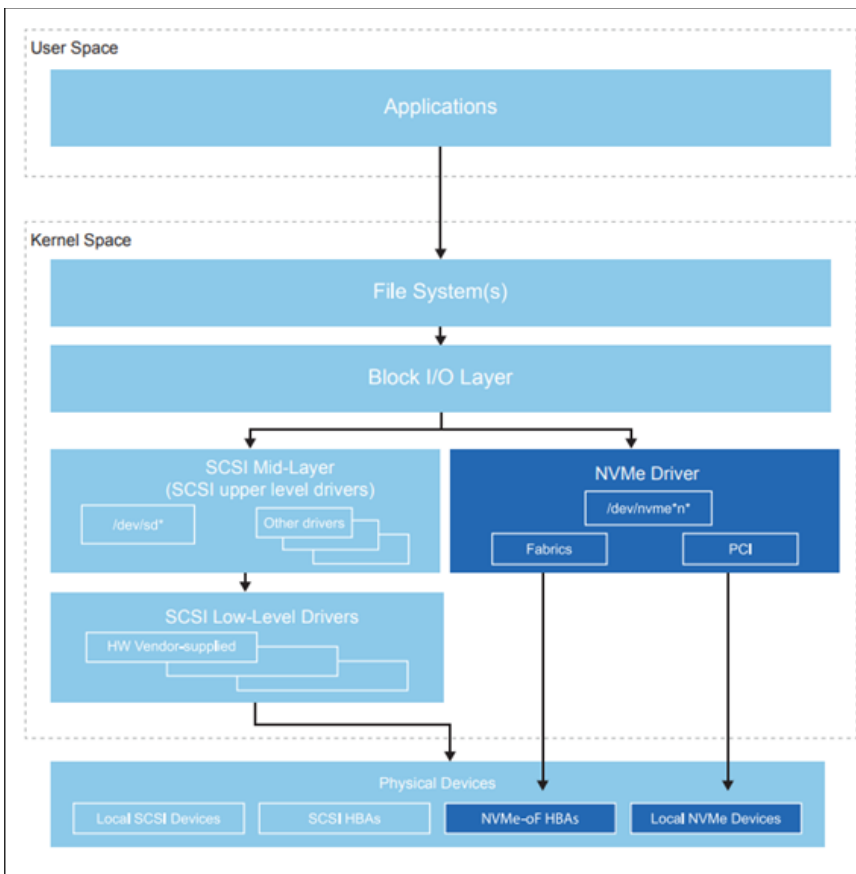 User Space
Applications
Kernel Space
File System(s)
Block I/O Layer
SCSI Mid-Layer
(SCSI upper level drivers)
/dev/sd*
Other drivers
NVMe Driver
/dev/nvme*n*
Fabrics
PCI
SCSI Low-Level Drivers
HW Vendor-supplied
Physical Devices
Local SCSI Devices
SCSI HBAs
NVMe-oF HBAs
Local NVMe Devices